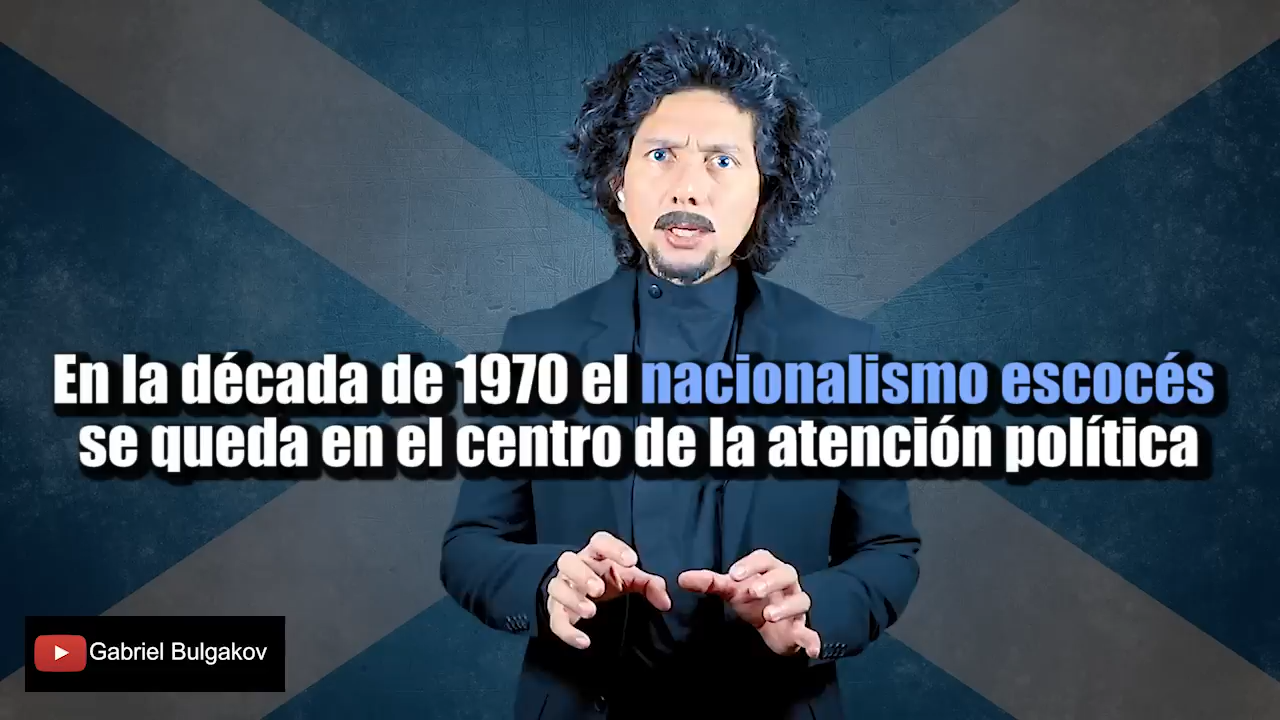 En la década de 1970 el nacionalismo escocés
se queda en el centro de la atención política
Gabriel Bulgakov